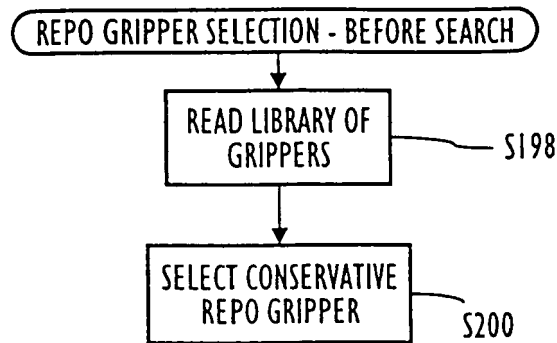 REPO GRIPPER SELECTION - BEFORE SEARCH
READ LIBRARY OF
GRIPPERS
S198
SELECT CONSERVATIVE
REPO GRIPPER
S200